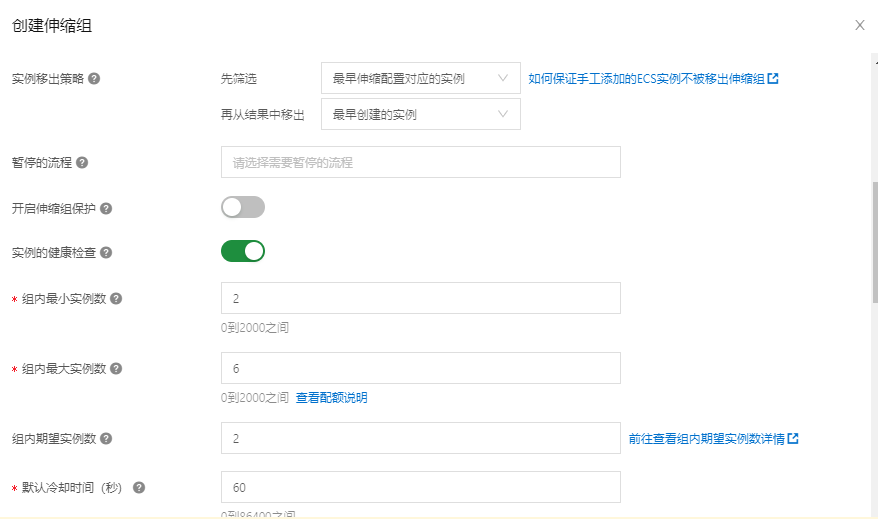 创建伸缩组
实例移出策略 先筛选 最早伸缩配置对应的实例 如何保证手工添加的ECS实例不被移出伸缩组
再从结果中移出 最早创建的实例
暂停的流程 请选择需要暂停的流程
开启伸缩组保护
实例的健康检查
* 组内最小实例数 2
0到2000之间
* 组内最大实例数 6
0到2000之间 查看配额说明
组内期望实例数 2 前往查看组内期望实例数详情
* 默认冷却时间（秒） 60
0到86400之间